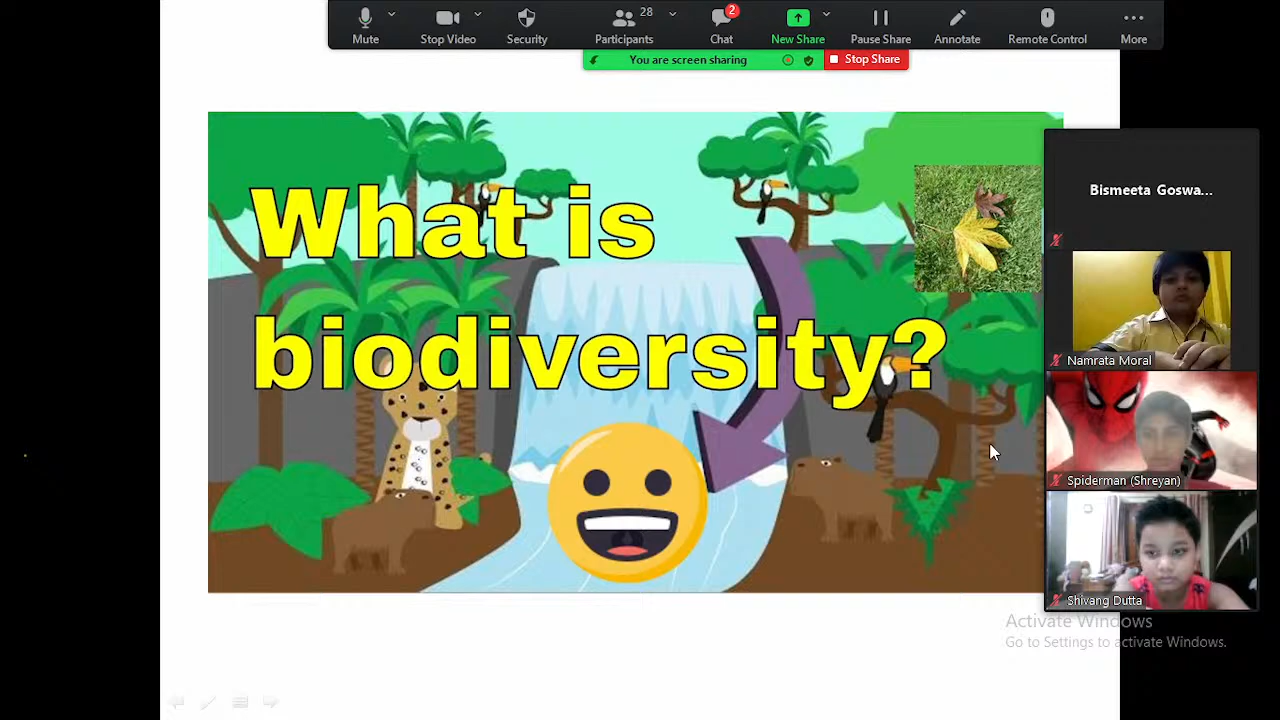 28
2
Mute
Stop Video
Security
Participants
Chat
New Share
Pause Share
Annotate
Remote Control
More
You are screen sharing
Stop Share
What is
biodiversity?
Bismeeta Goswa...
Namrata Moral
Spiderman (Shreyan)
Shivang Dutta
Activate Windows
Go to Settings to activate Windows.